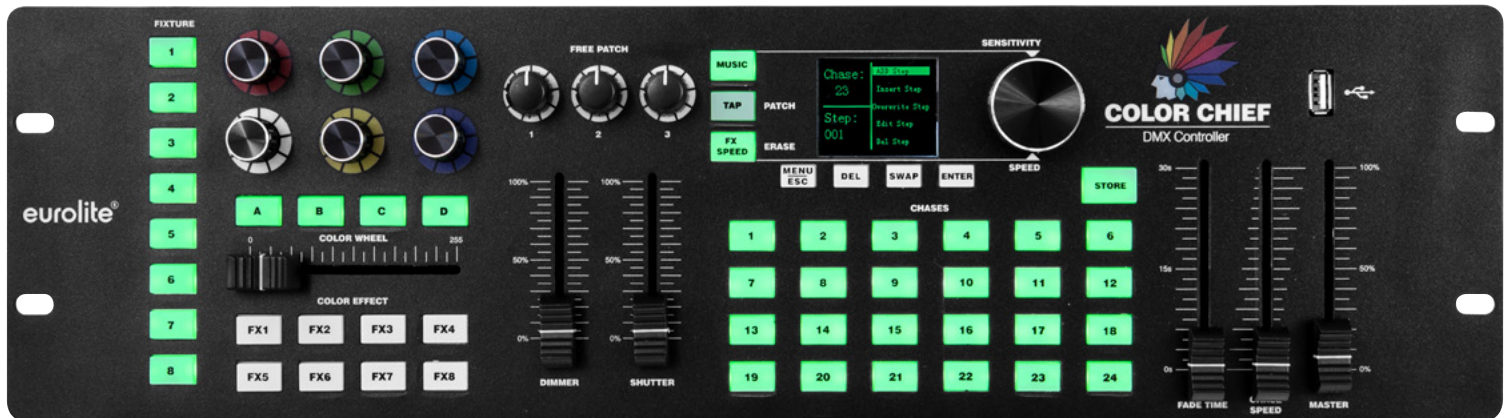 FIXTURE
1
2
3
4
5
6
7
8
eurolite®
A B C D
0 COLOR WHEEL 255
COLOR EFFECT
FX1 FX2 FX3 FX4
FX5 FX6 FX7 FX8
FREE PATCH
1 2 3
100% 100%
50% 50%
0% 0%
DIMMER SHUTTER
MUSIC
TAP PATCH
FX SPEED ERASE
Chase:
23
Step:
001
Add Step
Insert Step
Overwrite Step
Edit Step
Del Step
SENSITIVITY
SPEED
MENU
ESC
DEL SWAP ENTER
STORE
CHASES
1 2 3 4 5 6
7 8 9 10 11 12
13 14 15 16 17 18
19 20 21 22 23 24
COLOR CHIEF
DMX Controller
30s 100%
15s 50%
0s 0%
FADE TIME CHASE SPEED MASTER